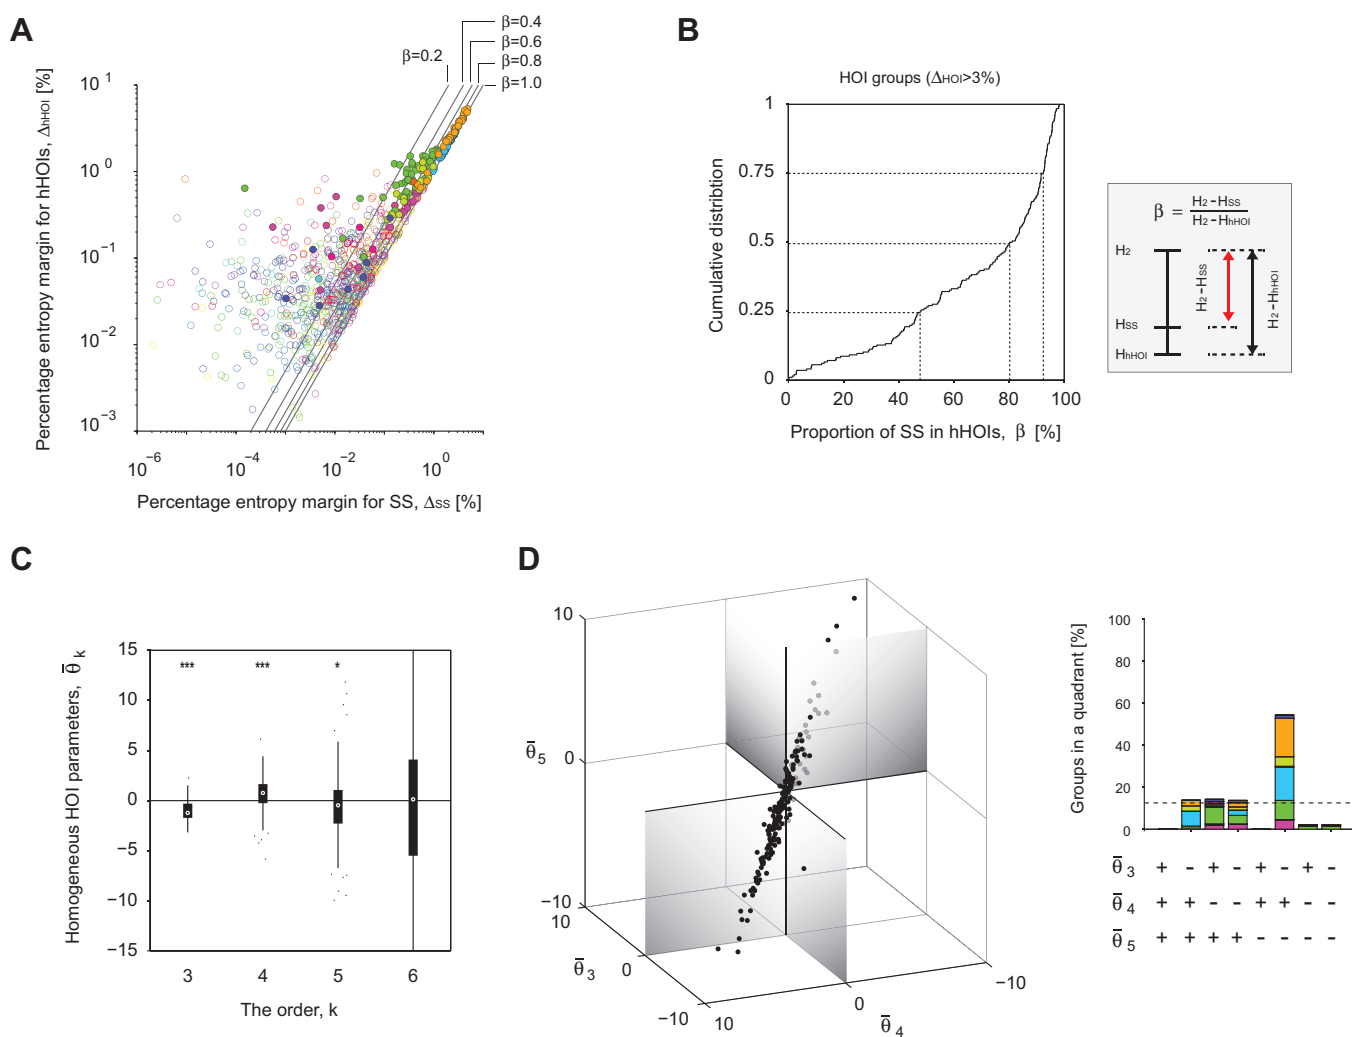 A
β=0.4
β=0.6
β=0.2
β=0.8
β=1.0
10^1
10^0
10^−1
10^−2
10^−3
Percentage entropy margin for hHOIs, ΔhHOI [%]
10^−6
10^−4
10^−2
10^0
Percentage entropy margin for SS, ΔSS [%]
B
HOI groups (ΔHOI>3%)
1
0.75
0.5
0.25
0
Cumulative distribtion
0
20
40
60
80
100
Proportion of SS in hHOIs, β [%]
β = H2-HSS / H2-HhHOI
H2
HSS
HhHOI
H2-HSS
H2-HhHOI
C
15
10
5
0
−5
−10
−15
Homogeneous HOI parameters, θ̄k
***
***
*
3
4
5
6
The order, k
D
10
0
−10
θ̄5
10
0
−10
θ̄3
10
0
−10
θ̄4
100
80
60
40
20
0
Groups in a quadrant [%]
θ̄3 + - + - + - + -
θ̄4 + + - - + + - -
θ̄5 + + + + - - - -